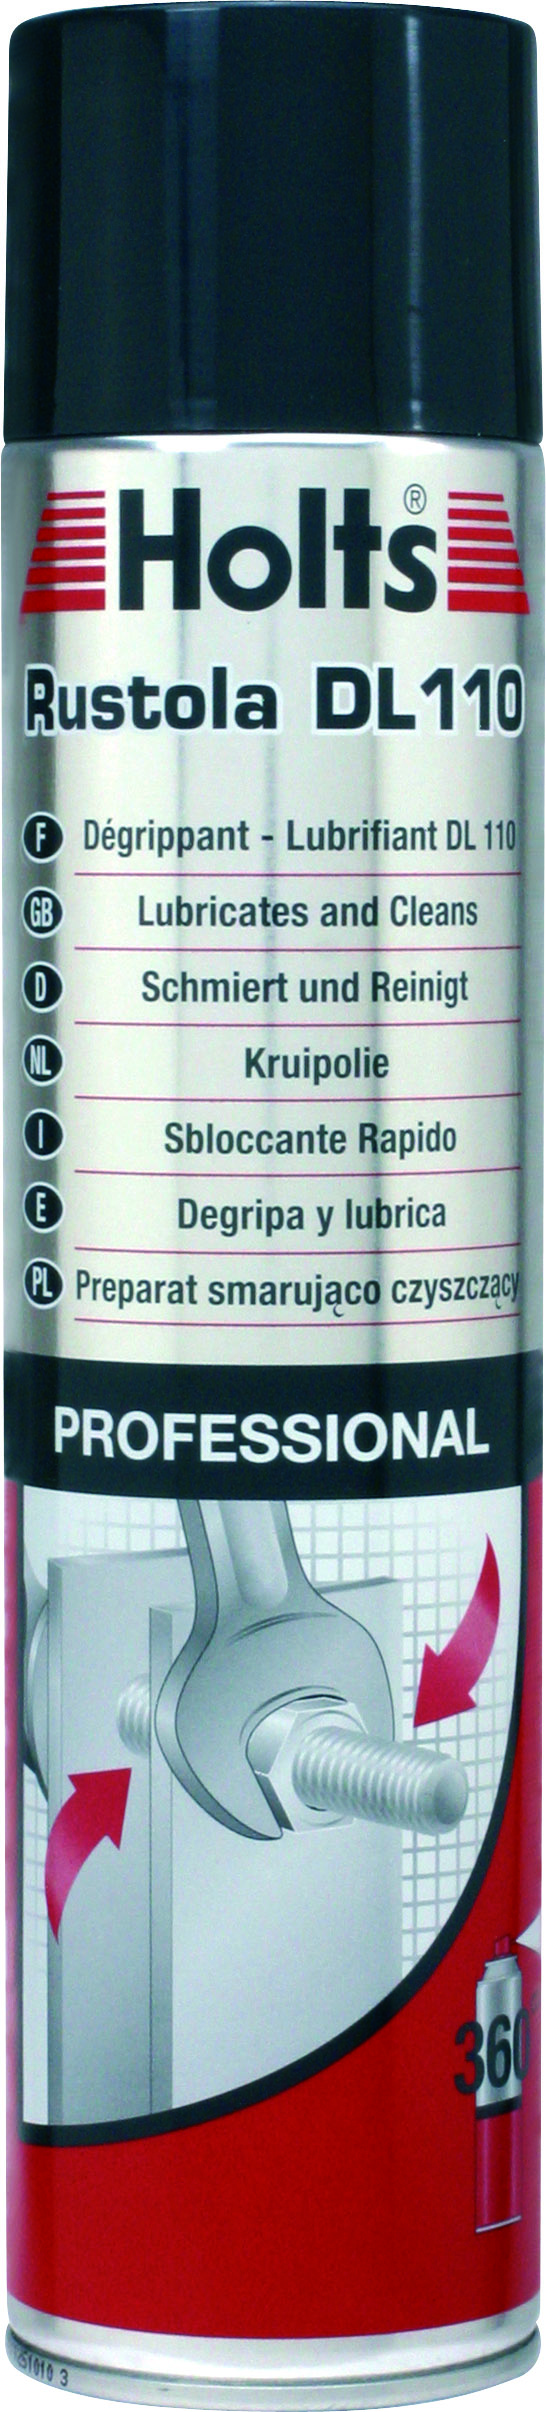 Holts®
Rustola DL110
F Dégrippant - Lubrifiant DL 110
GB Lubricates and Cleans
D Schmiert und Reinigt
NL Kruipolie
I Sbloccante Rapido
E Degripa y lubrica
PL Preparat smarująco czyszczący
PROFESSIONAL
360°